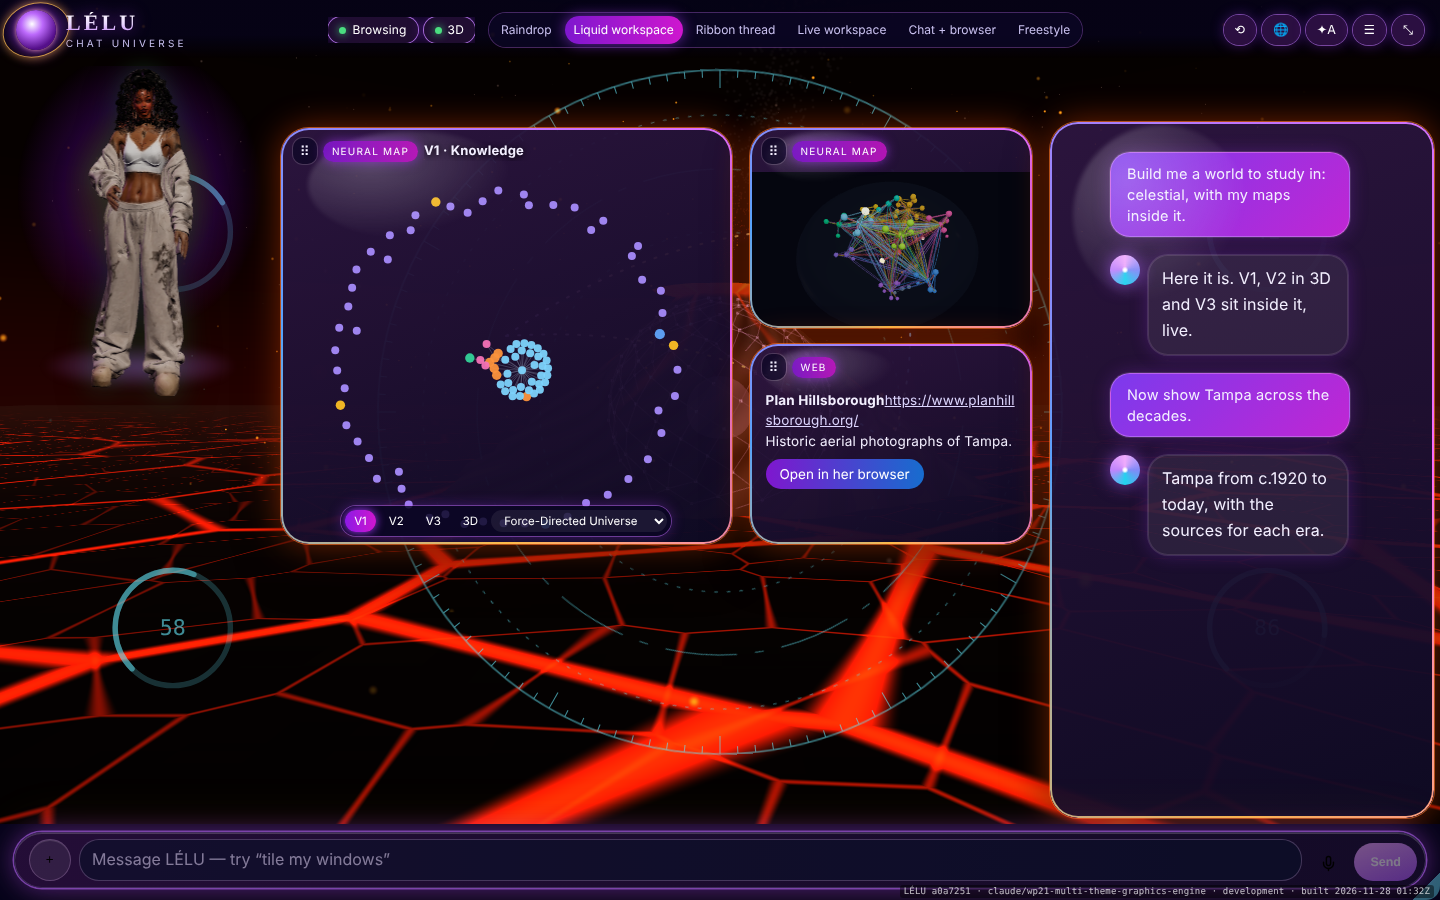 LÉLU
CHAT UNIVERSE
Browsing
3D
Raindrop
Liquid workspace
Ribbon thread
Live workspace
Chat + browser
Freestyle
✦A
NEURAL MAP
V1 · Knowledge
V1
V2
V3
3D
Force-Directed Universe
NEURAL MAP
WEB
Plan Hillsboroughhttps://www.planhill
sborough.org/
Historic aerial photographs of Tampa.
Open in her browser
Build me a world to study in:
celestial, with my maps
inside it.
Here it is. V1, V2 in 3D
and V3 sit inside it,
live.
Now show Tampa across the
decades.
Tampa from c.1920 to
today, with the
sources for each era.
58
86
+
Message LÉLU — try “tile my windows”
Send
LÉLU a0a7251 · claude/wp21-multi-theme-graphics-engine · development · built 2026-11-28 01:32Z